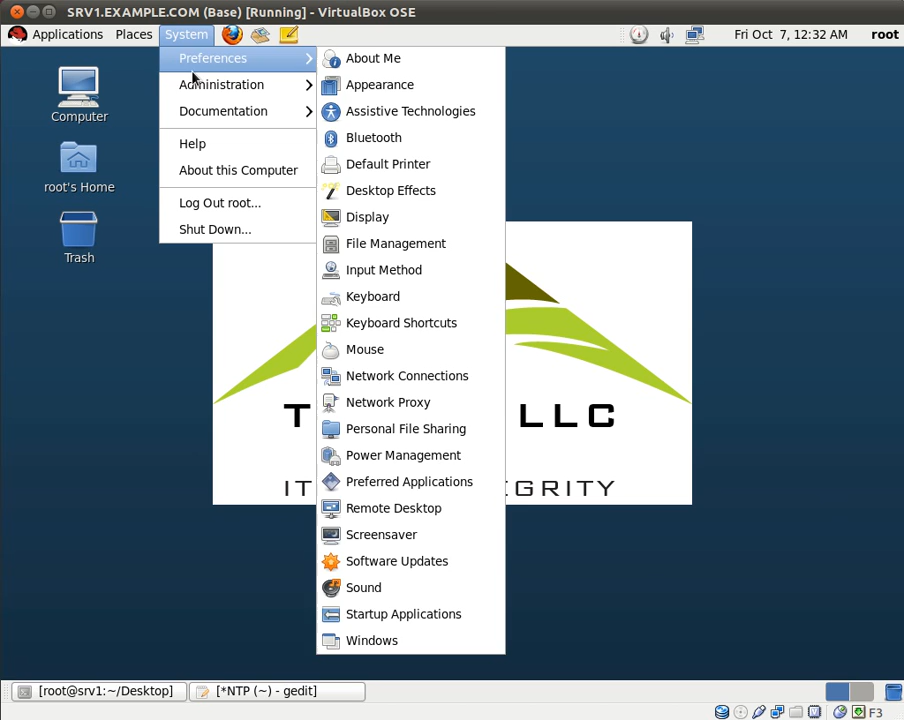 SRV1.EXAMPLE.COM (Base) [Running] - VirtualBox OSE
Applications Places System Fri Oct 7, 12:32 AM root
Computer
root's Home
Trash
Preferences
Administration
Documentation
Help
About this Computer
Log Out root...
Shut Down...
About Me
Appearance
Assistive Technologies
Bluetooth
Default Printer
Desktop Effects
Display
File Management
Input Method
Keyboard
Keyboard Shortcuts
Mouse
Network Connections
Network Proxy
Personal File Sharing
Power Management
Preferred Applications
Remote Desktop
Screensaver
Software Updates
Sound
Startup Applications
Windows
T LLC
IT EGRITY
[root@srv1:~/Desktop] [*NTP (~) - gedit]
F3